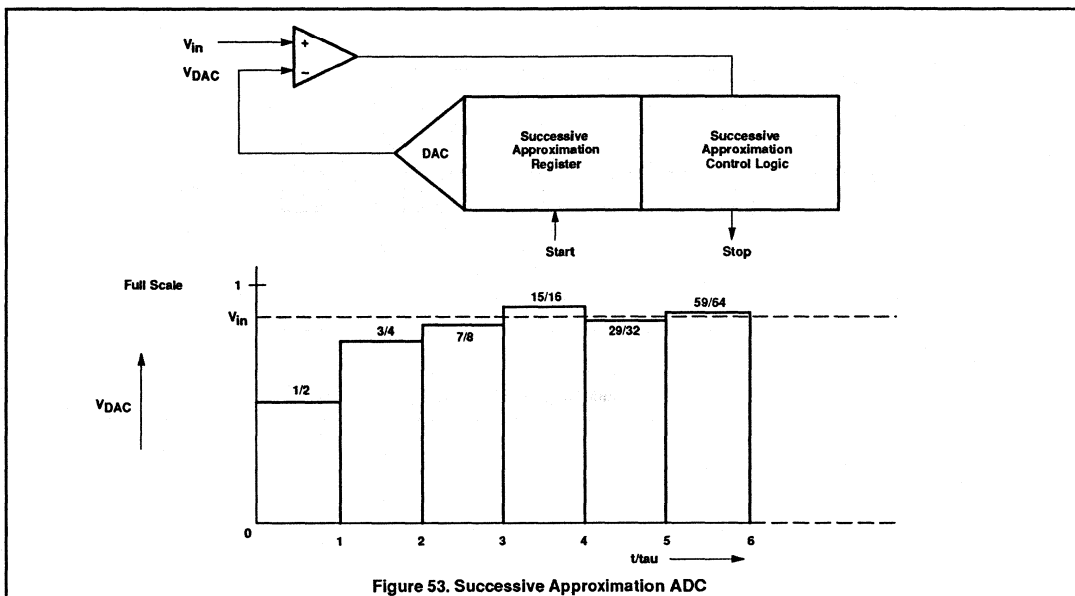 Vin
+
VDAC
−
DAC
Successive
Approximation
Register
Successive
Approximation
Control Logic
Start
Stop
Full Scale
1
Vin
VDAC
1/2
3/4
7/8
15/16
29/32
59/64
0
1
2
3
4
5
6
t/tau
Figure 53. Successive Approximation ADC